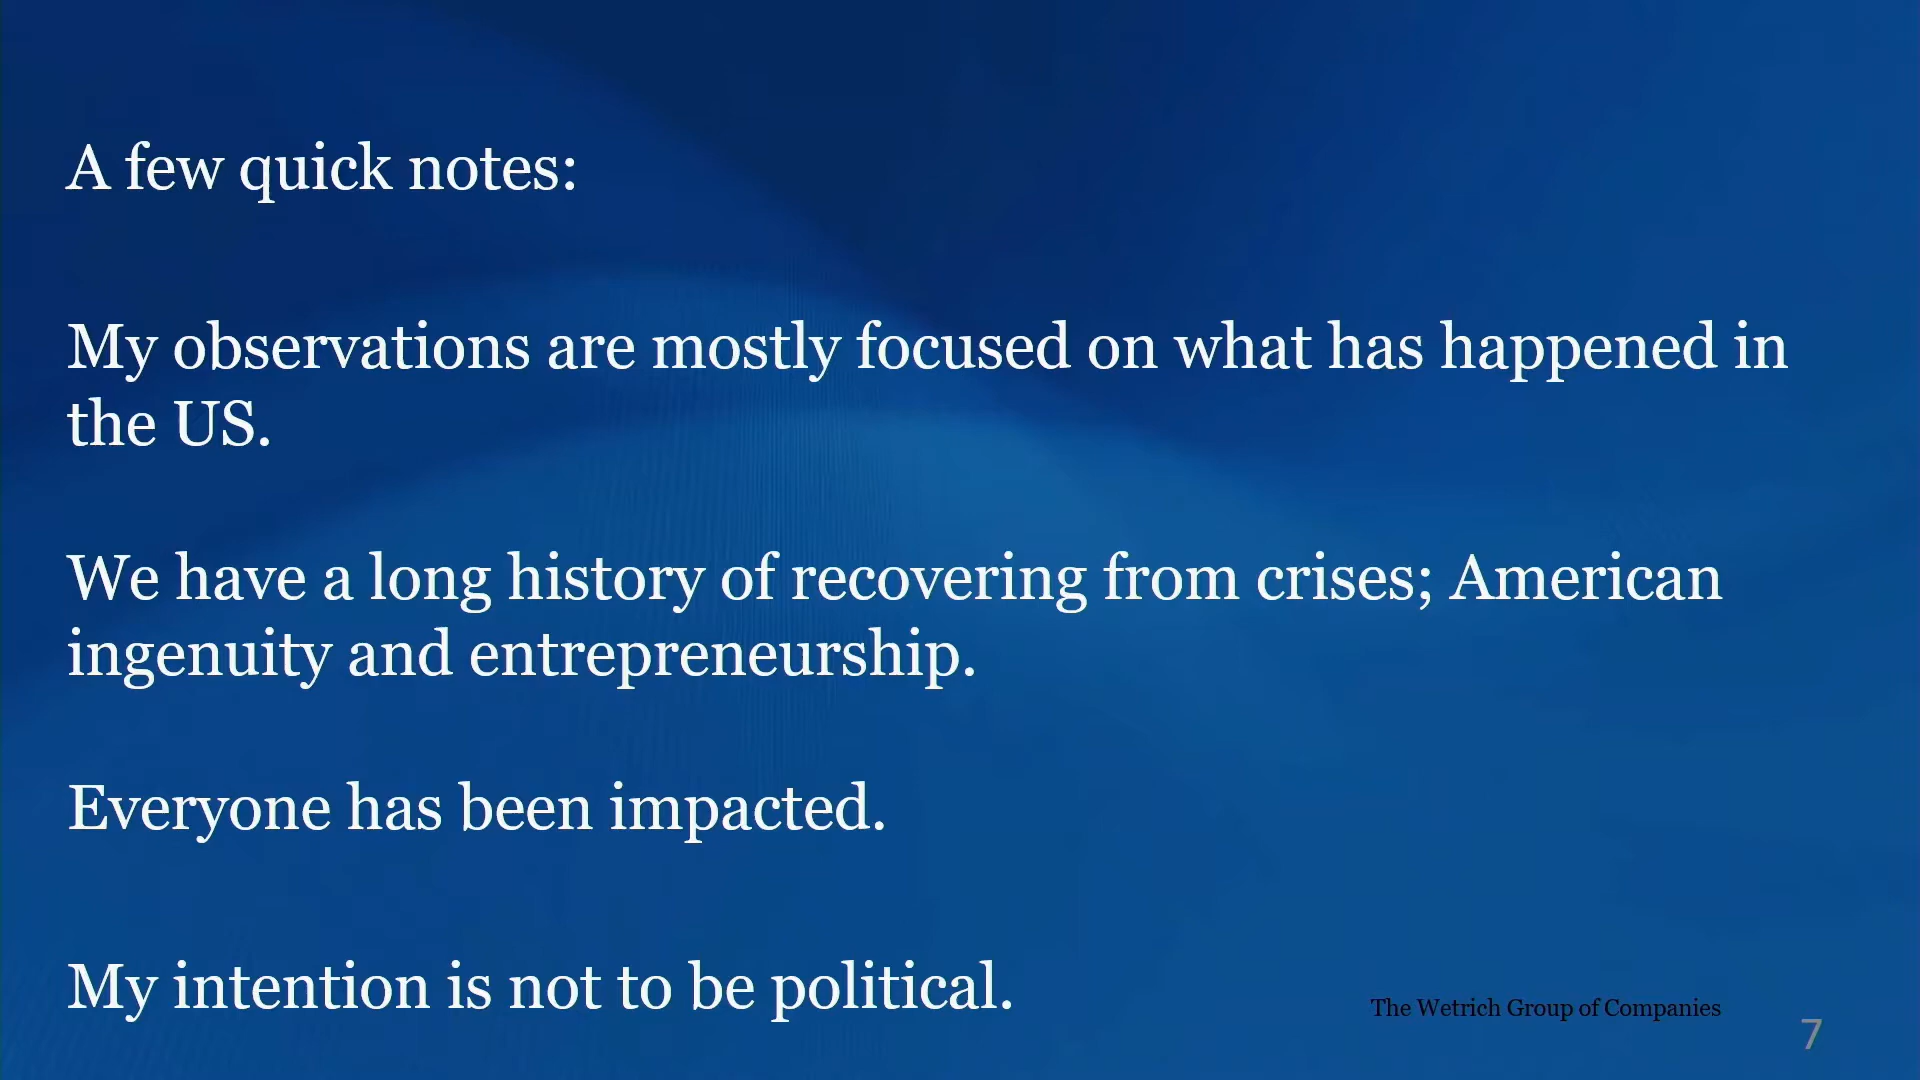 A few quick notes:
My observations are mostly focused on what has happened in
the US.
We have a long history of recovering from crises; American
ingenuity and entrepreneurship.
Everyone has been impacted.
My intention is not to be political.
The Wetrich Group of Companies
7